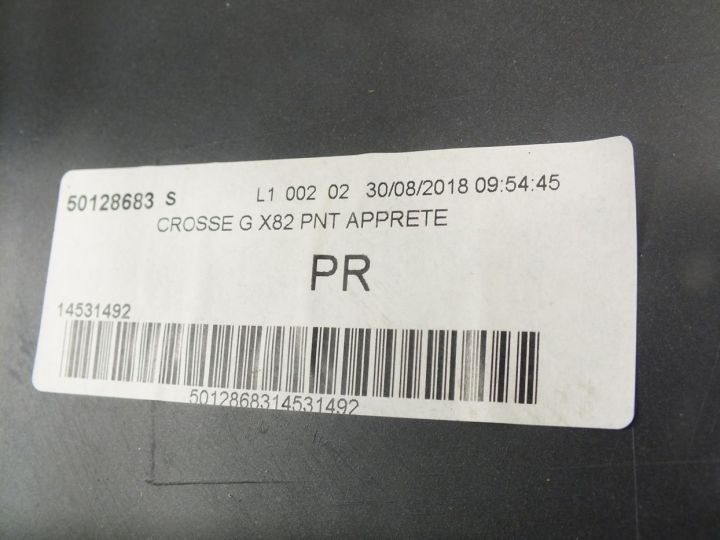 50128683 S L1 002 02 30/08/2018 09:54:45
CROSSE G X82 PNT APPRETE
PR
14531492
5012868314531492